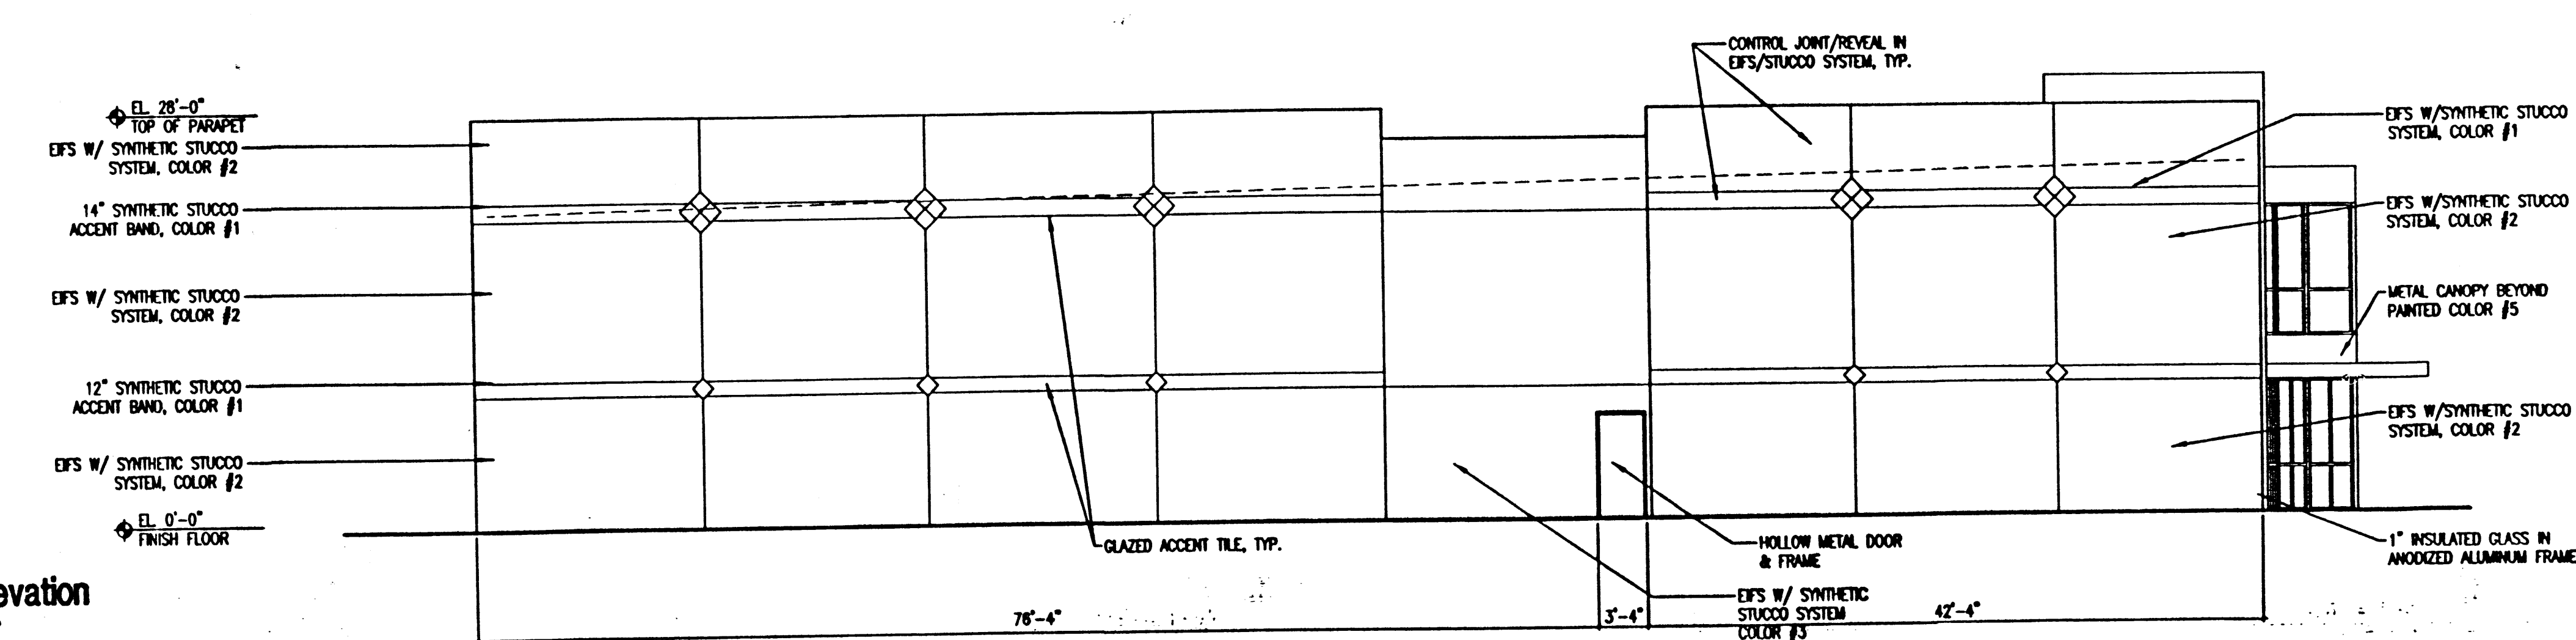 CONTROL JOINT/REVEAL IN
EIFS/STUCCO SYSTEM, TYP.
EL 28'-0"
TOP OF PARAPET
EIFS W/ SYNTHETIC STUCCO
SYSTEM, COLOR #2
14" SYNTHETIC STUCCO
ACCENT BAND, COLOR #1
EIFS W/ SYNTHETIC STUCCO
SYSTEM, COLOR #2
12" SYNTHETIC STUCCO
ACCENT BAND, COLOR #1
EIFS W/ SYNTHETIC STUCCO
SYSTEM, COLOR #2
EL 0'-0"
FINISH FLOOR
evation
EIFS W/SYNTHETIC STUCCO
SYSTEM, COLOR #1
EIFS W/SYNTHETIC STUCCO
SYSTEM, COLOR #2
METAL CANOPY BEYOND
PAINTED COLOR #5
EIFS W/SYNTHETIC STUCCO
SYSTEM, COLOR #2
1" INSULATED GLASS IN
ANODIZED ALUMINUM FRAME
GLAZED ACCENT TILE, TYP.
HOLLOW METAL DOOR
& FRAME
EIFS W/ SYNTHETIC
STUCCO SYSTEM
COLOR #3
76'-4"
3'-4"
42'-4"